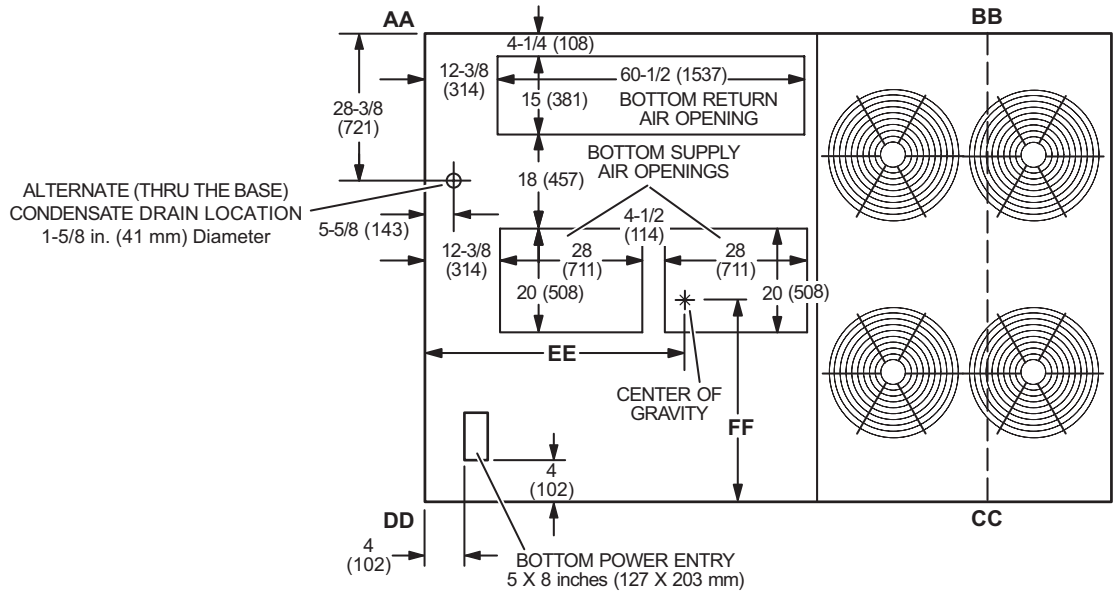 AA
BB
4-1/4 (108)
12-3/8
(314)
60-1/2 (1537)
28-3/8
(721)
15 (381)
BOTTOM RETURN
AIR OPENING
BOTTOM SUPPLY
AIR OPENINGS
18 (457)
ALTERNATE (THRU THE BASE)
CONDENSATE DRAIN LOCATION
1-5/8 in. (41 mm) Diameter
5-5/8 (143)
4-1/2
(114)
12-3/8
(314)
28
(711)
28
(711)
20 (508)
20 (508)
EE
CENTER OF
GRAVITY
FF
4
(102)
DD
CC
4
(102)
BOTTOM POWER ENTRY
5 X 8 inches (127 X 203 mm)